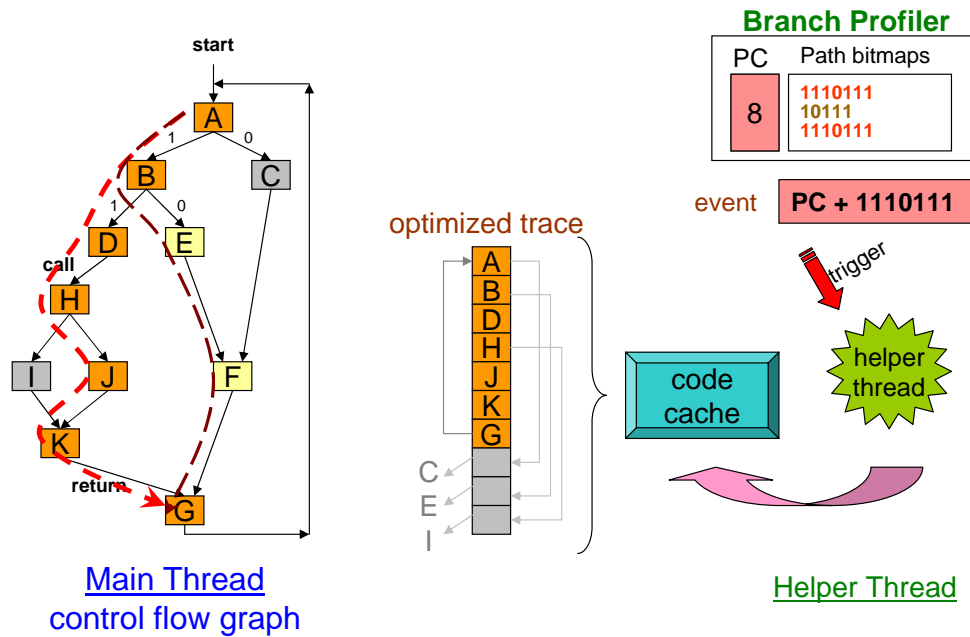 Branch Profiler
PC Path bitmaps
8
1110111
10111
1110111
event
PC + 1110111
trigger
helper
thread
code
cache
Helper Thread
start
A
1 0
B C
1 0
D E
call
H
I J F
K
return
G
Main Thread
control flow graph
optimized trace
A
B
D
H
J
K
G
C
E
I